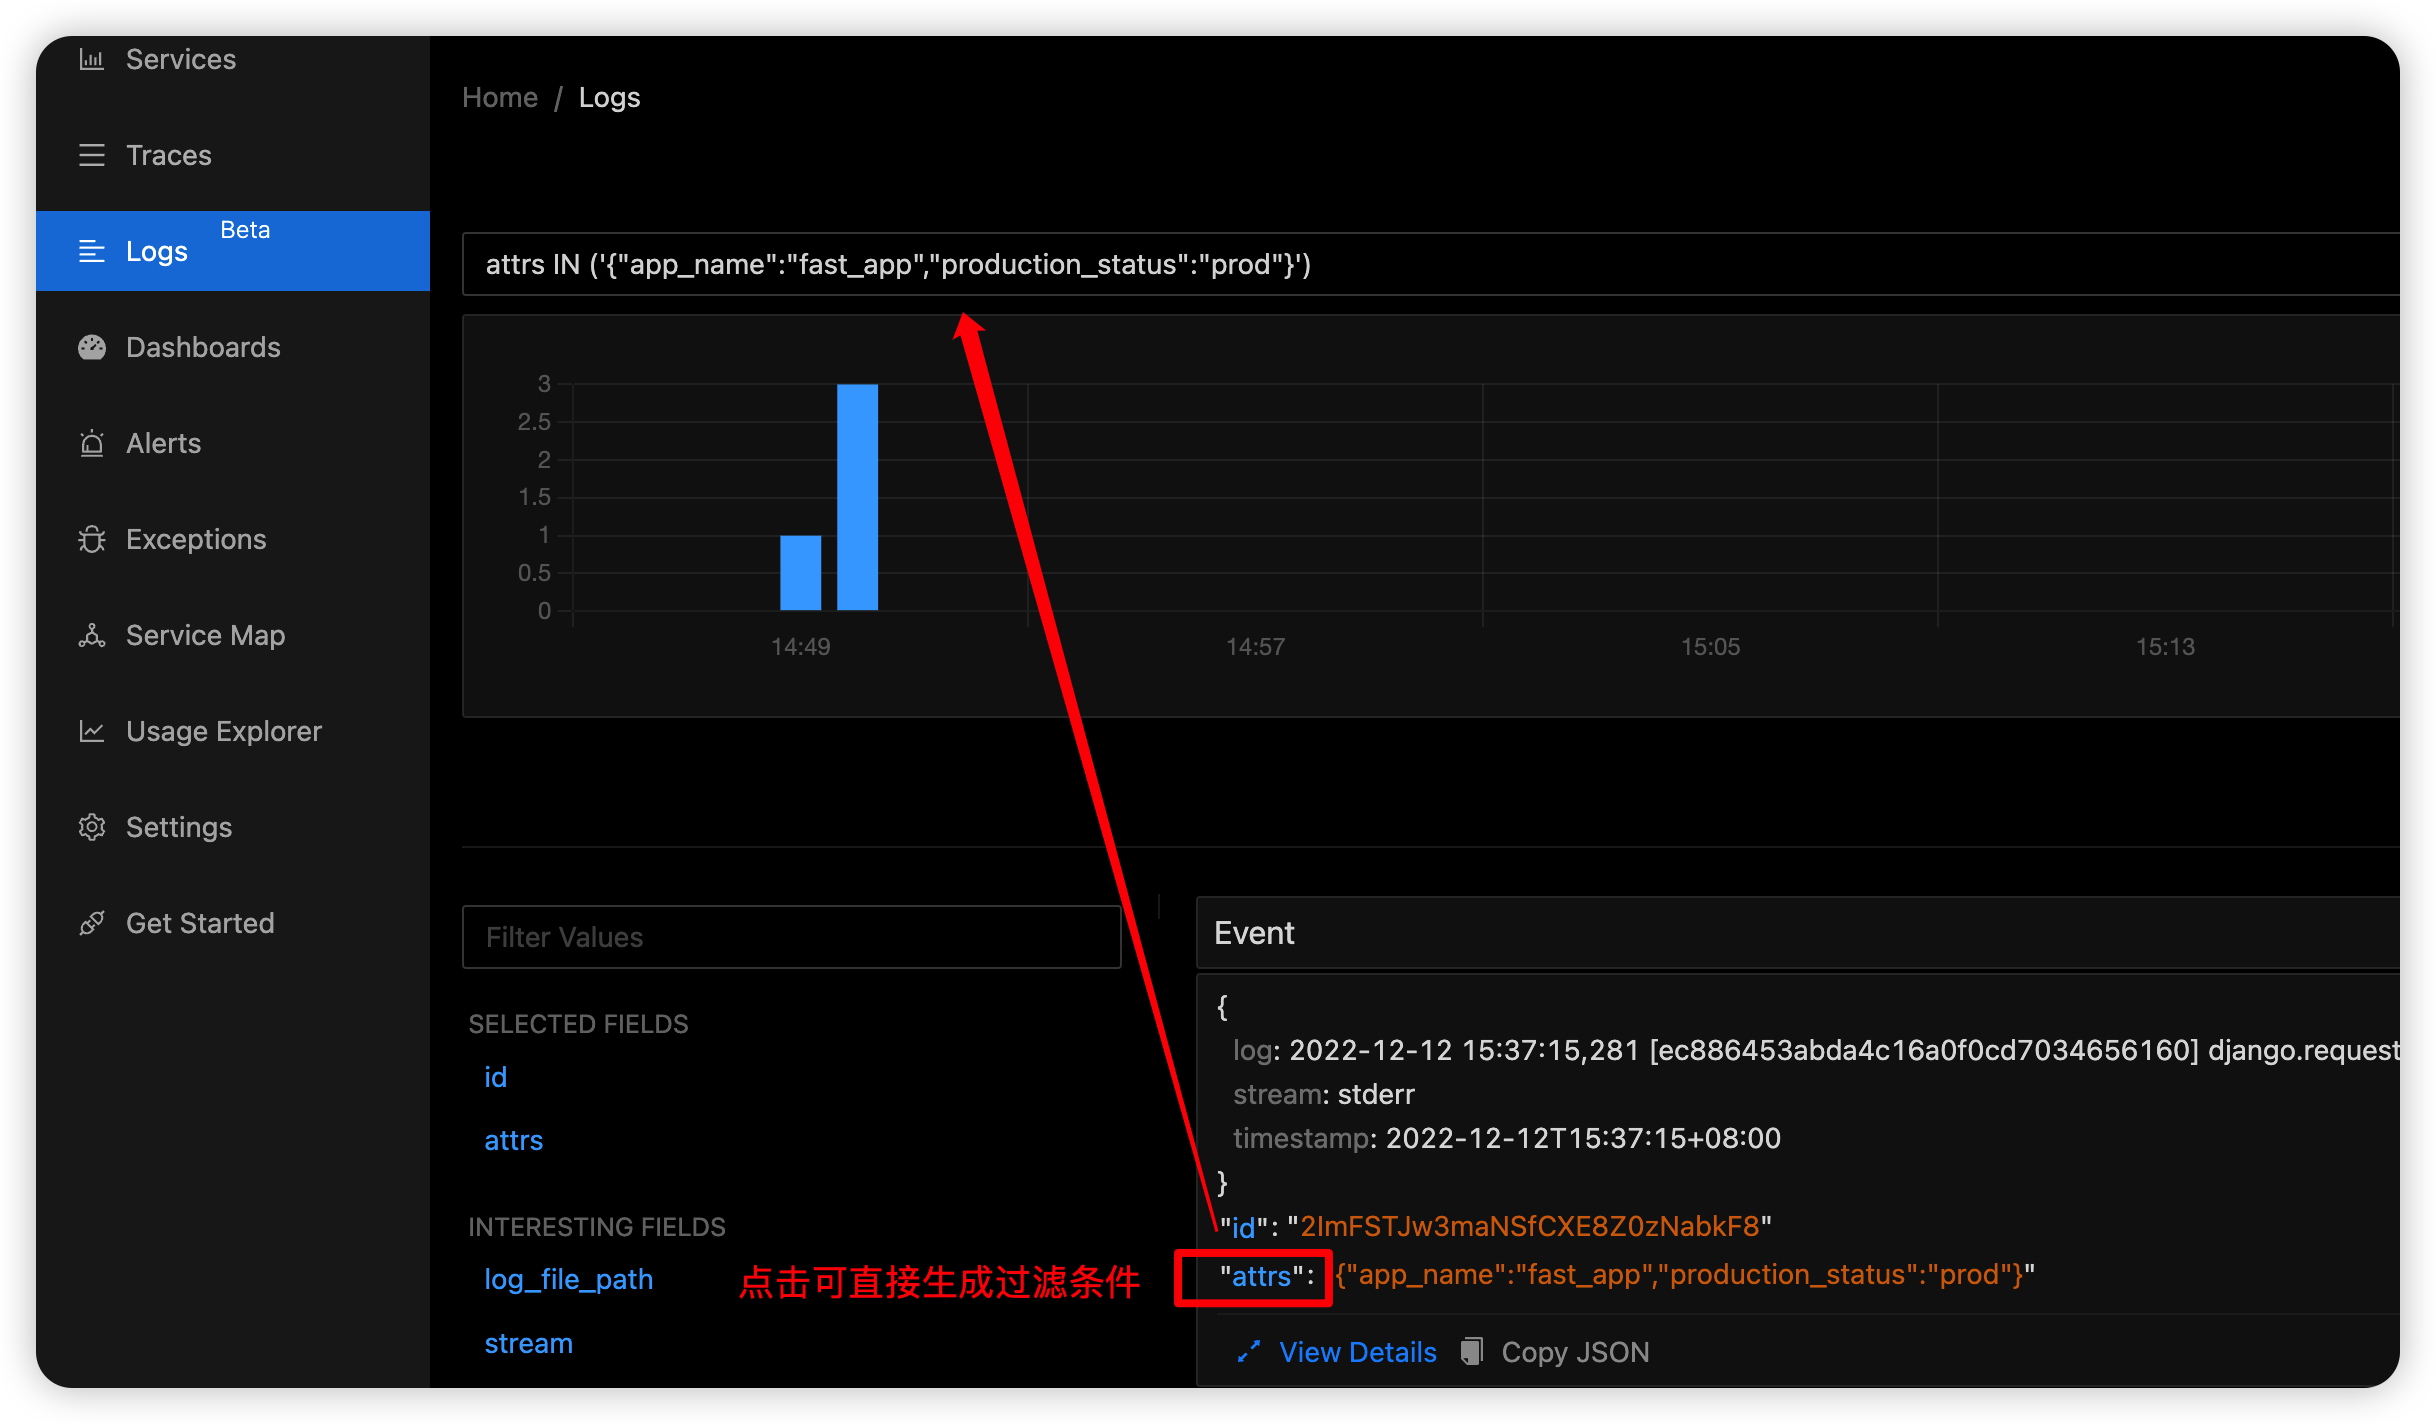 Services
Traces
Logs Beta
Dashboards
Alerts
Exceptions
Service Map
Usage Explorer
Settings
Get Started
Home / Logs
attrs IN ('{"app_name":"fast_app","production_status":"prod"}')
3
2.5
2
1.5
1
0.5
0
14:49 14:57 15:05 15:13
Filter Values
SELECTED FIELDS
id
attrs
INTERESTING FIELDS
log_file_path
stream
点击可直接生成过滤条件
Event
{
log: 2022-12-12 15:37:15,281 [ec886453abda4c16a0f0cd7034656160] django.request
stream: stderr
timestamp: 2022-12-12T15:37:15+08:00
}
"id": "2ImFSTJw3maNSfCXE8Z0zNabkF8"
"attrs": {"app_name":"fast_app","production_status":"prod"}"
View Details Copy JSON